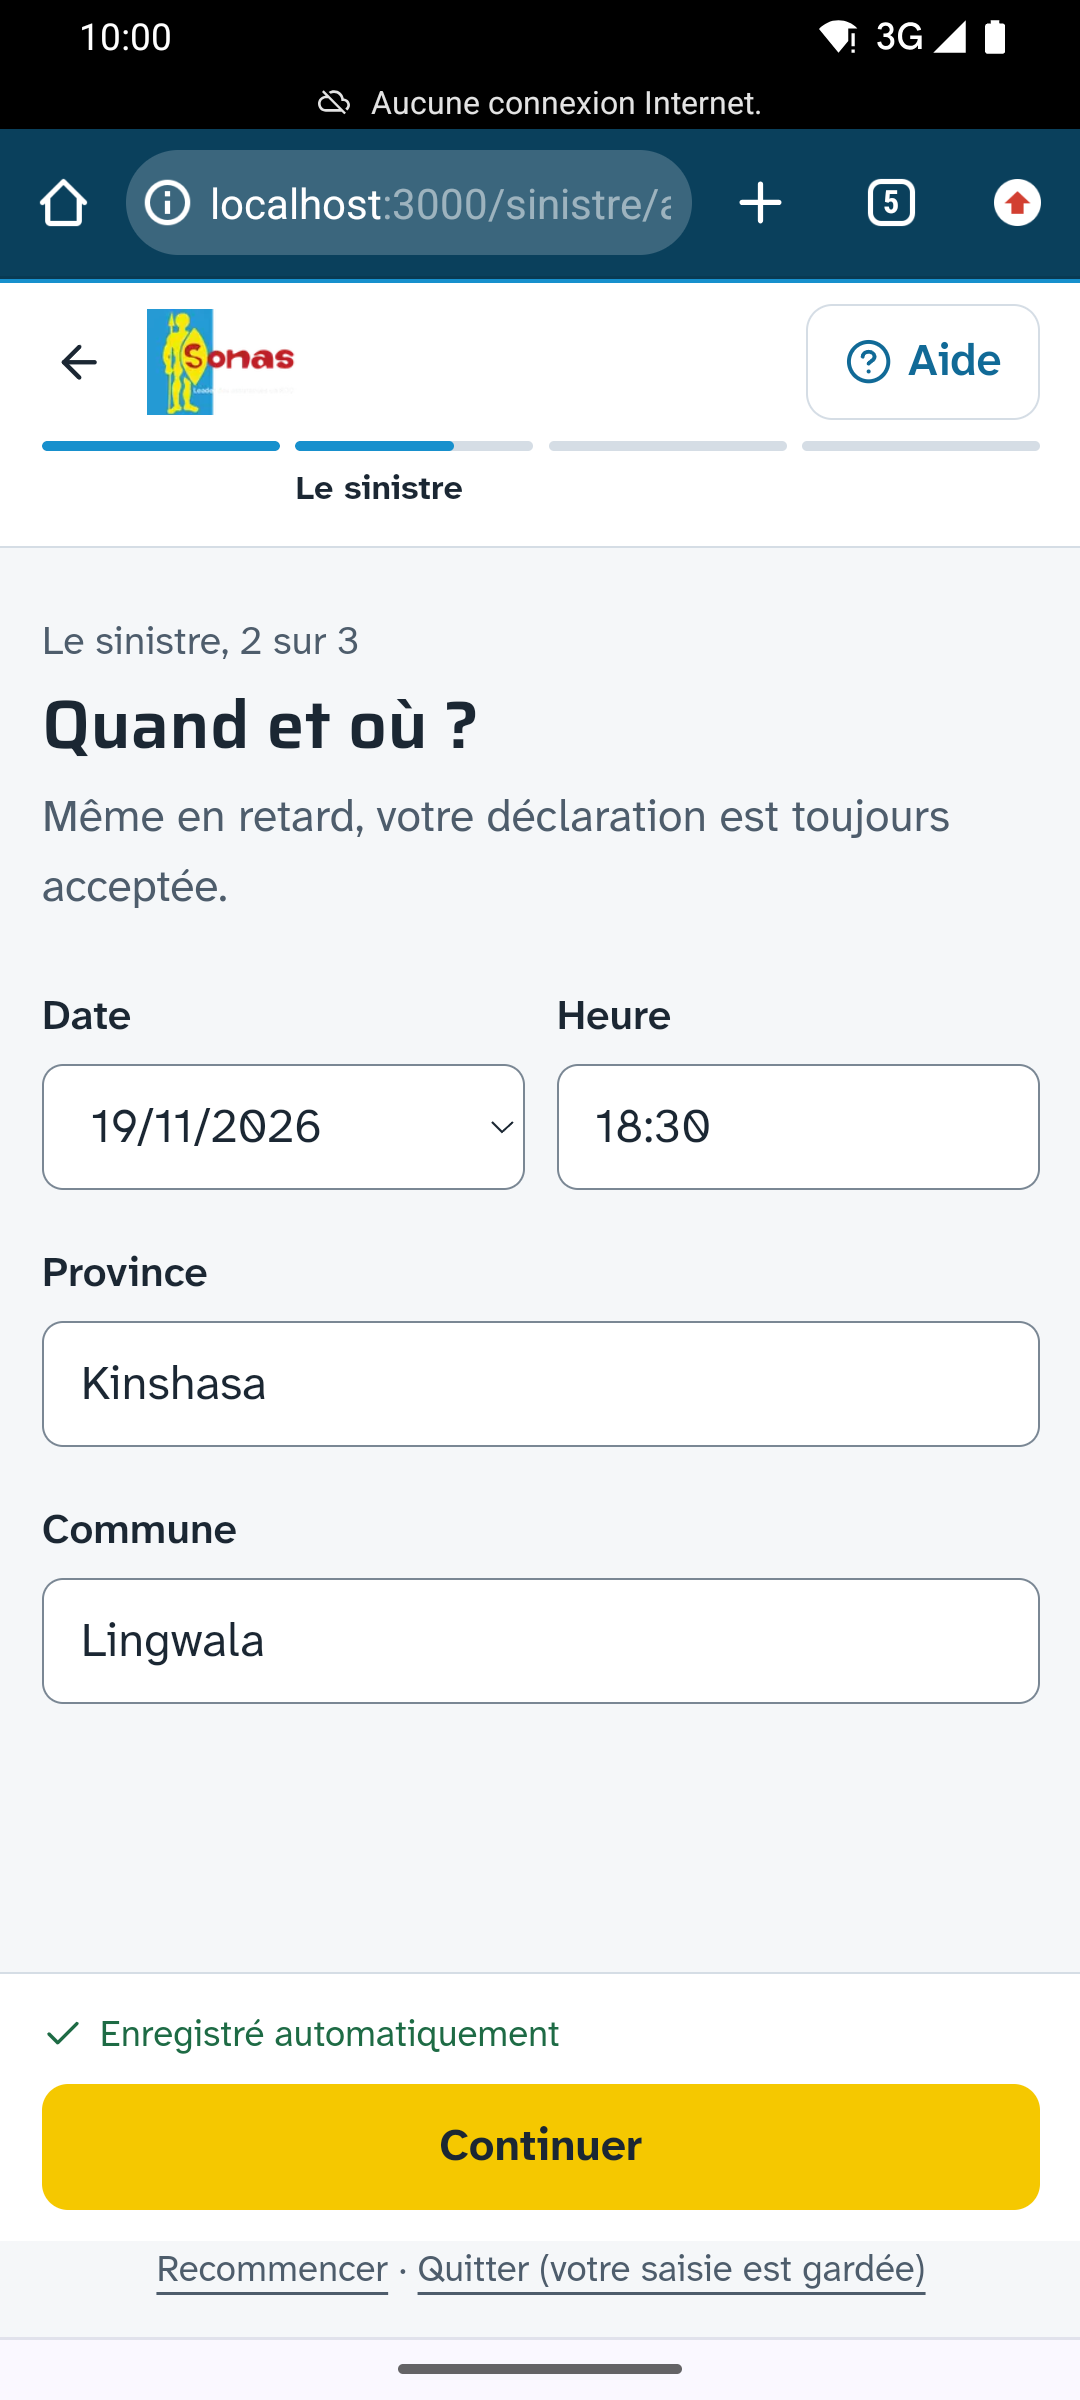 10:00
3G
Aucune connexion Internet.
localhost:3000/sinistre/a
5
Sonas
Aide
Le sinistre
Le sinistre, 2 sur 3
Quand et où ?
Même en retard, votre déclaration est toujours
acceptée.
Date
Heure
19/11/2026
18:30
Province
Kinshasa
Commune
Lingwala
Enregistré automatiquement
Continuer
Recommencer · Quitter (votre saisie est gardée)